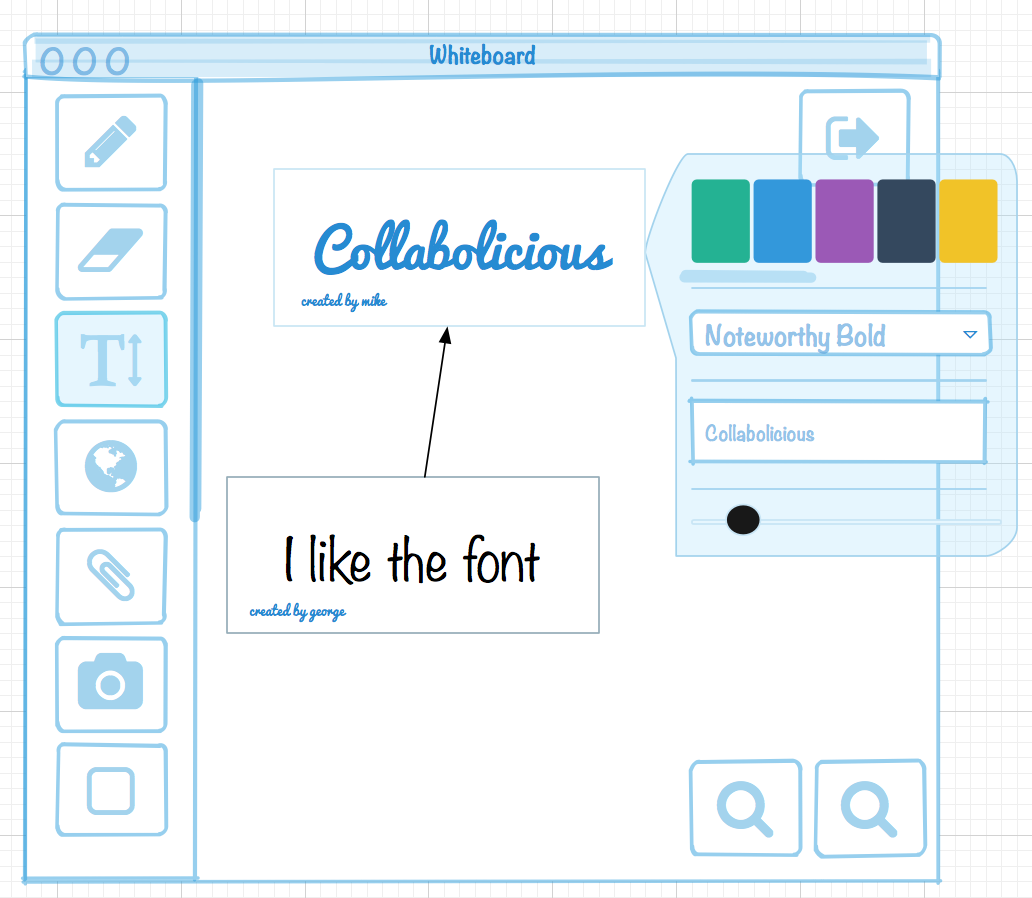 Whiteboard
Collabolicious
created by mike
Noteworthy Bold
Collabolicious
I like the font
created by george
T